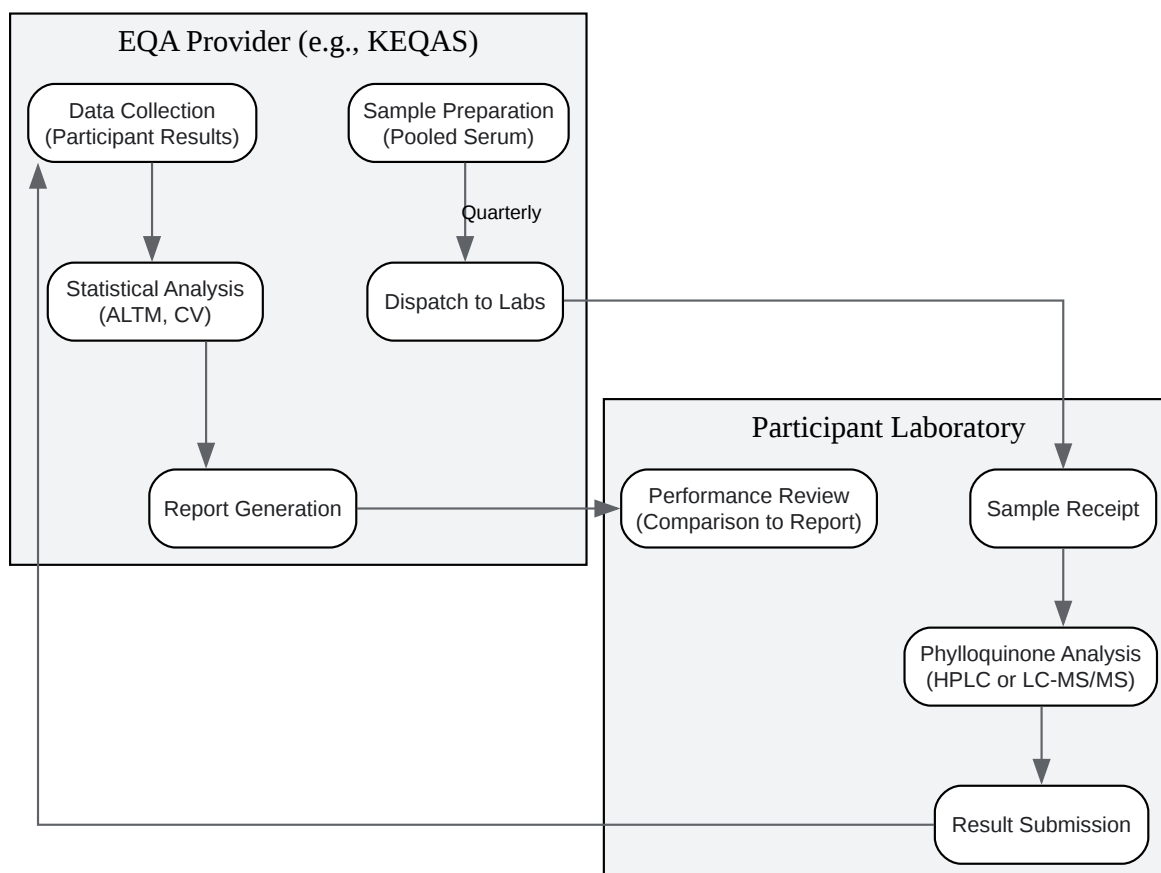 EQA Provider (e.g., KEQAS)
Data Collection
(Participant Results)
Sample Preparation
(Pooled Serum)
Quarterly
Statistical Analysis
(ALTM, CV)
Dispatch to Labs
Report Generation
Participant Laboratory
Performance Review
(Comparison to Report)
Sample Receipt
Phylloquinone Analysis
(HPLC or LC-MS/MS)
Result Submission